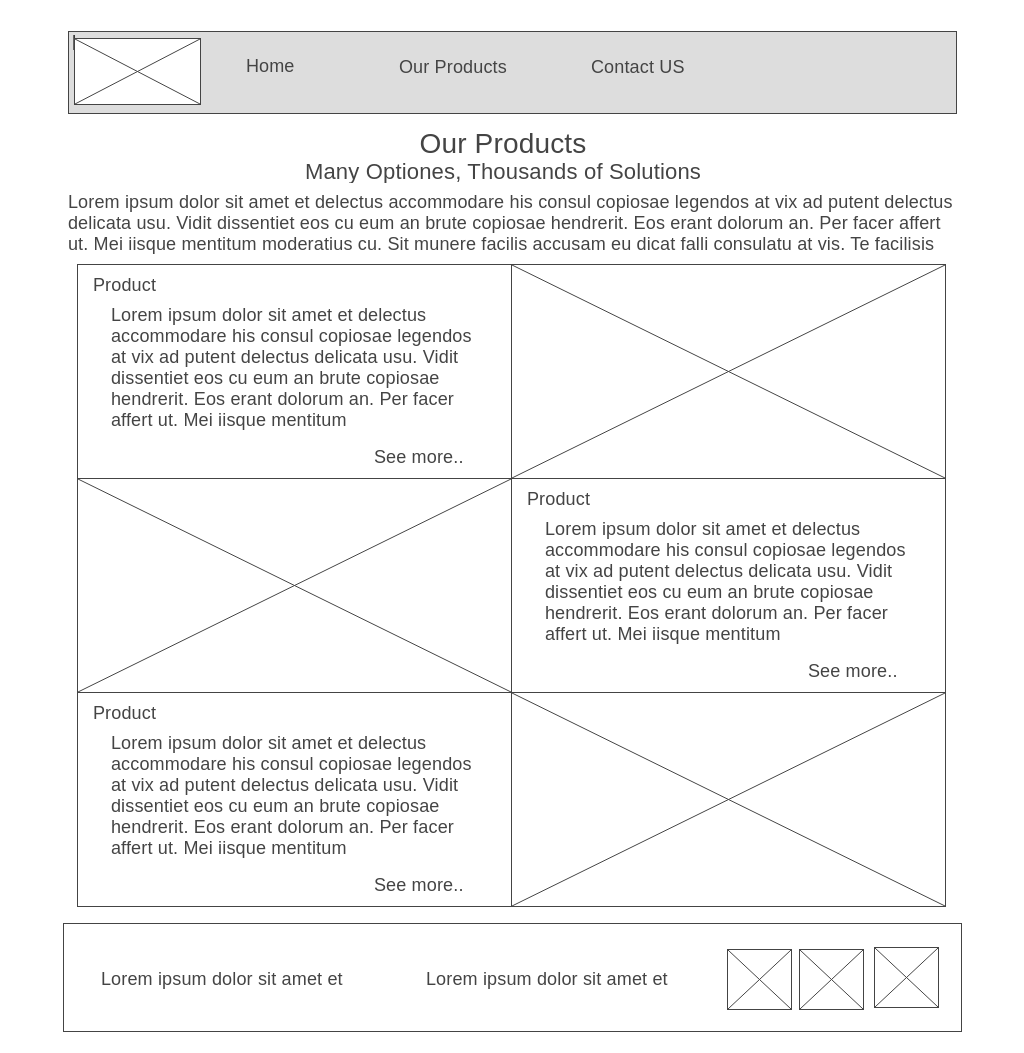 Home
Our Products
Contact US
Our Products
Many Optiones, Thousands of Solutions
Lorem ipsum dolor sit amet et delectus accommodare his consul copiosae legendos at vix ad putent delectus
delicata usu. Vidit dissentiet eos cu eum an brute copiosae hendrerit. Eos erant dolorum an. Per facer affert
ut. Mei iisque mentitum moderatius cu. Sit munere facilis accusam eu dicat falli consulatu at vis. Te facilisis
Product
Lorem ipsum dolor sit amet et delectus
accommodare his consul copiosae legendos
at vix ad putent delectus delicata usu. Vidit
dissentiet eos cu eum an brute copiosae
hendrerit. Eos erant dolorum an. Per facer
affert ut. Mei iisque mentitum
See more..
Product
Lorem ipsum dolor sit amet et delectus
accommodare his consul copiosae legendos
at vix ad putent delectus delicata usu. Vidit
dissentiet eos cu eum an brute copiosae
hendrerit. Eos erant dolorum an. Per facer
affert ut. Mei iisque mentitum
See more..
Product
Lorem ipsum dolor sit amet et delectus
accommodare his consul copiosae legendos
at vix ad putent delectus delicata usu. Vidit
dissentiet eos cu eum an brute copiosae
hendrerit. Eos erant dolorum an. Per facer
affert ut. Mei iisque mentitum
See more..
Lorem ipsum dolor sit amet et
Lorem ipsum dolor sit amet et